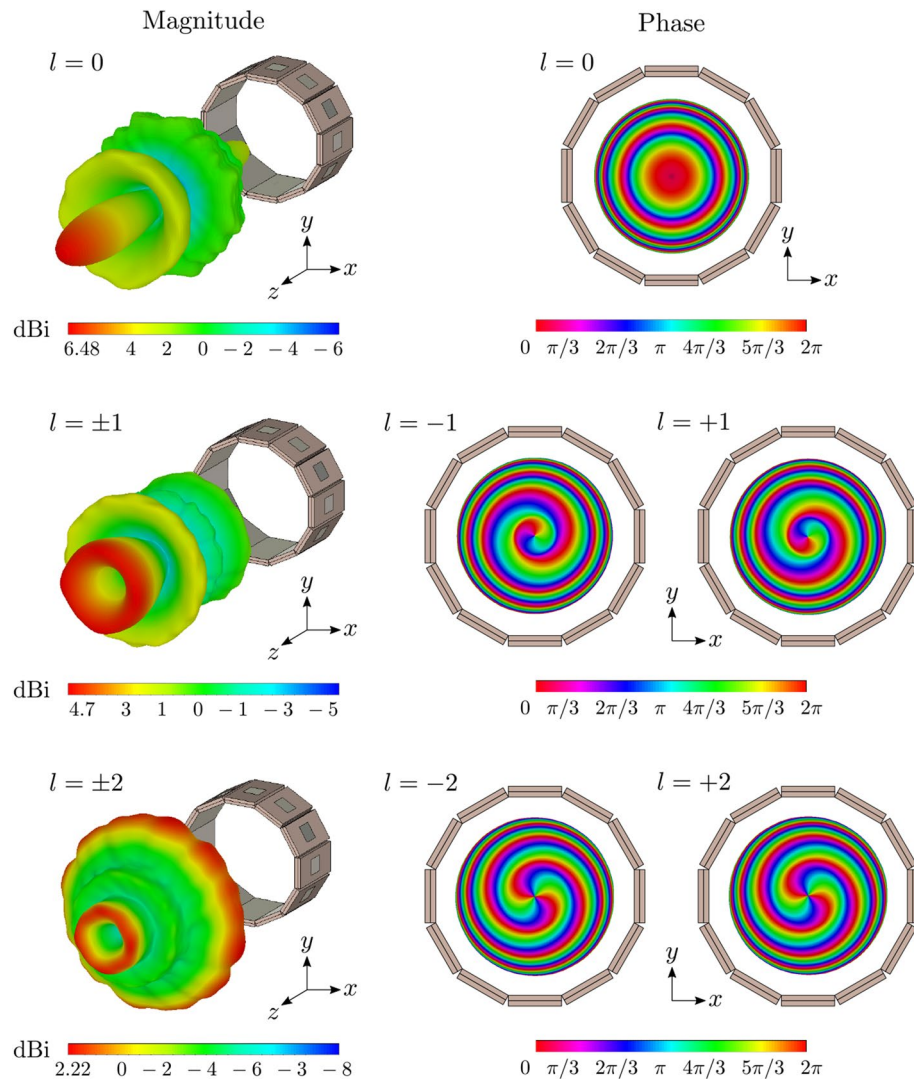 Magnitude Phase
l = 0 l = 0
y x z
y x
dBi
6.48 4 2 0 −2 −4 −6
0 π/3 2π/3 π 4π/3 5π/3 2π
l = ±1 l = −1 l = +1
y x z
y x
dBi
4.7 3 1 0 −1 −3 −5
0 π/3 2π/3 π 4π/3 5π/3 2π
l = ±2 l = −2 l = +2
y x z
y x
dBi
2.22 0 −2 −4 −6 −8
0 π/3 2π/3 π 4π/3 5π/3 2π